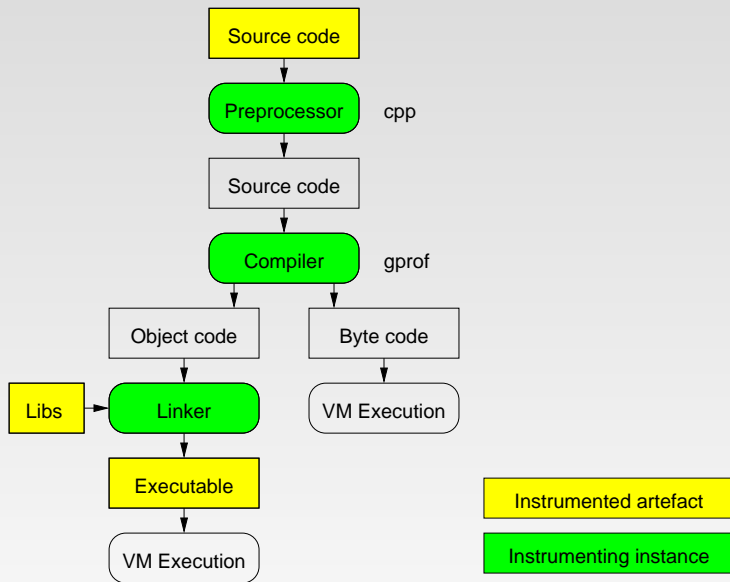 Source code
Preprocessor cpp
Source code
Compiler gprof
Object code Byte code
Libs Linker VM Execution
Executable
Instrumented artefact
VM Execution
Instrumenting instance